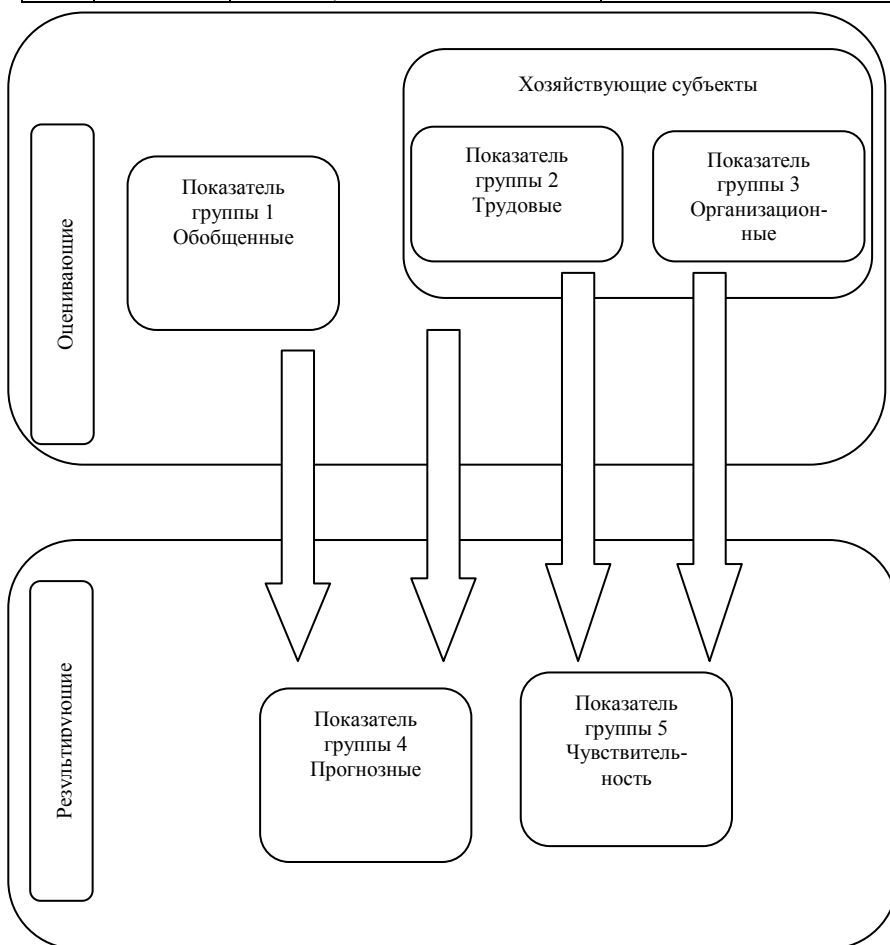 Хозяйствующие субъекты
Оценивающие
Показатель
группы 1
Обобщенные
Показатель
группы 2
Трудовые
Показатель
группы 3
Организацион-
ные
Результирующие
Показатель
группы 4
Прогнозные
Показатель
группы 5
Чувствитель-
ность